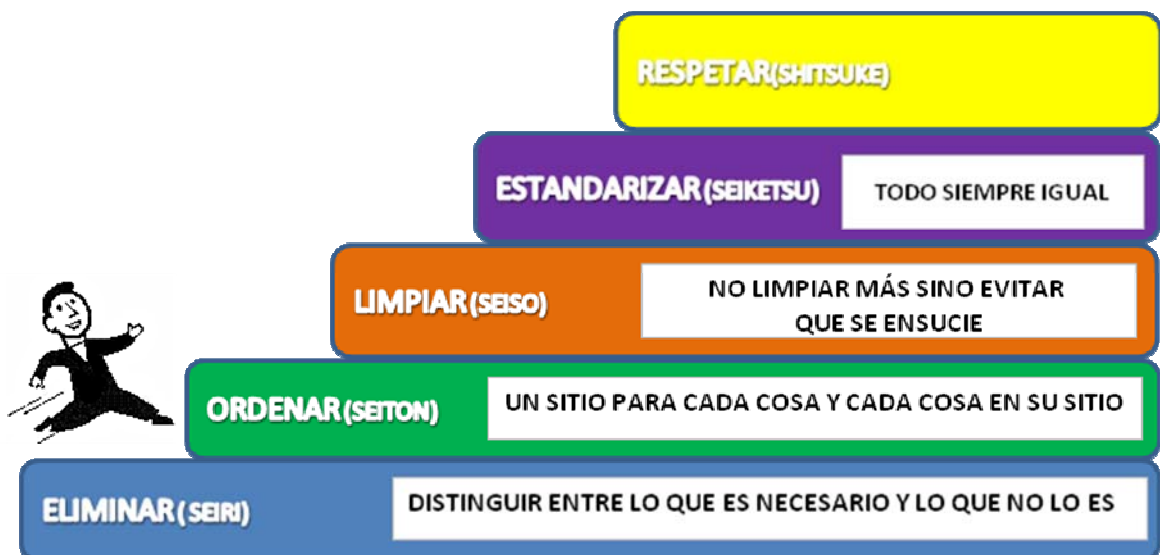 RESPETAR(SHITSUKE)
ESTANDARIZAR (SEIKETSU)
TODO SIEMPRE IGUAL
LIMPIAR (SEISO)
NO LIMPIAR MÁS SINO EVITAR
QUE SE ENSUCIE
ORDENAR (SEITON)
UN SITIO PARA CADA COSA Y CADA COSA EN SU SITIO
ELIMINAR ( SEIRI)
DISTINGUIR ENTRE LO QUE ES NECESARIO Y LO QUE NO LO ES